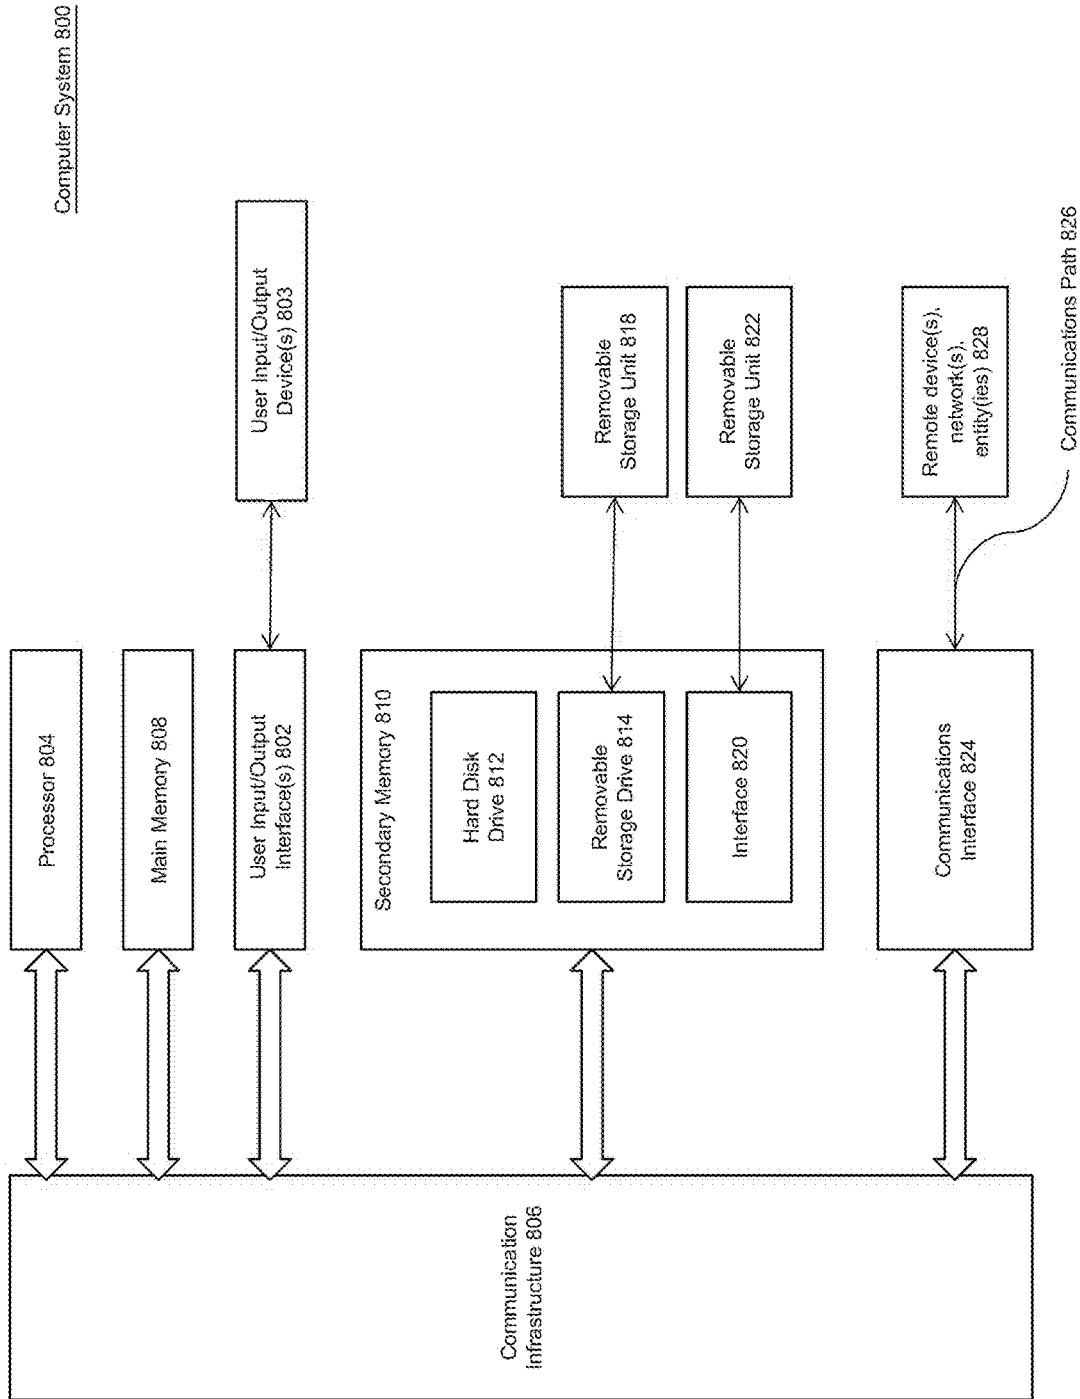 Computer System 800
Processor 804
Main Memory 808
User Input/Output
Interface(s) 802
User Input/Output
Device(s) 803
Communication
Infrastructure 806
Secondary Memory 810
Hard Disk
Drive 812
Removable
Storage Drive 814
Removable
Storage Unit 818
Interface 820
Removable
Storage Unit 822
Communications
Interface 824
Remote device(s),
network(s),
entity(ies) 828
Communications Path 826